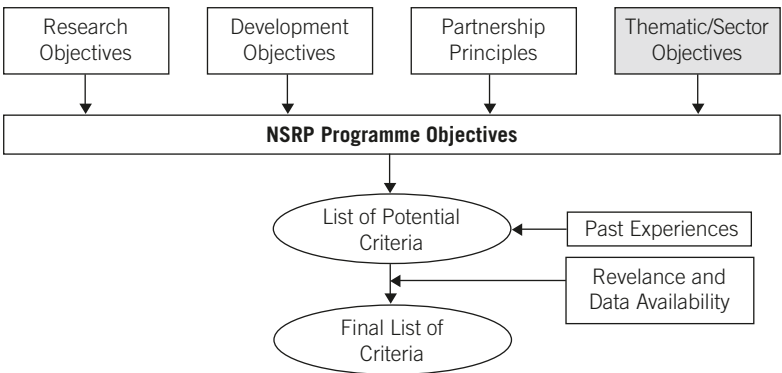 Research
Objectives
Development
Objectives
Partnership
Principles
Thematic/Sector
Objectives
NSRP Programme Objectives
List of Potential
Criteria
Past Experiences
Revelance and
Data Availability
Final List of
Criteria